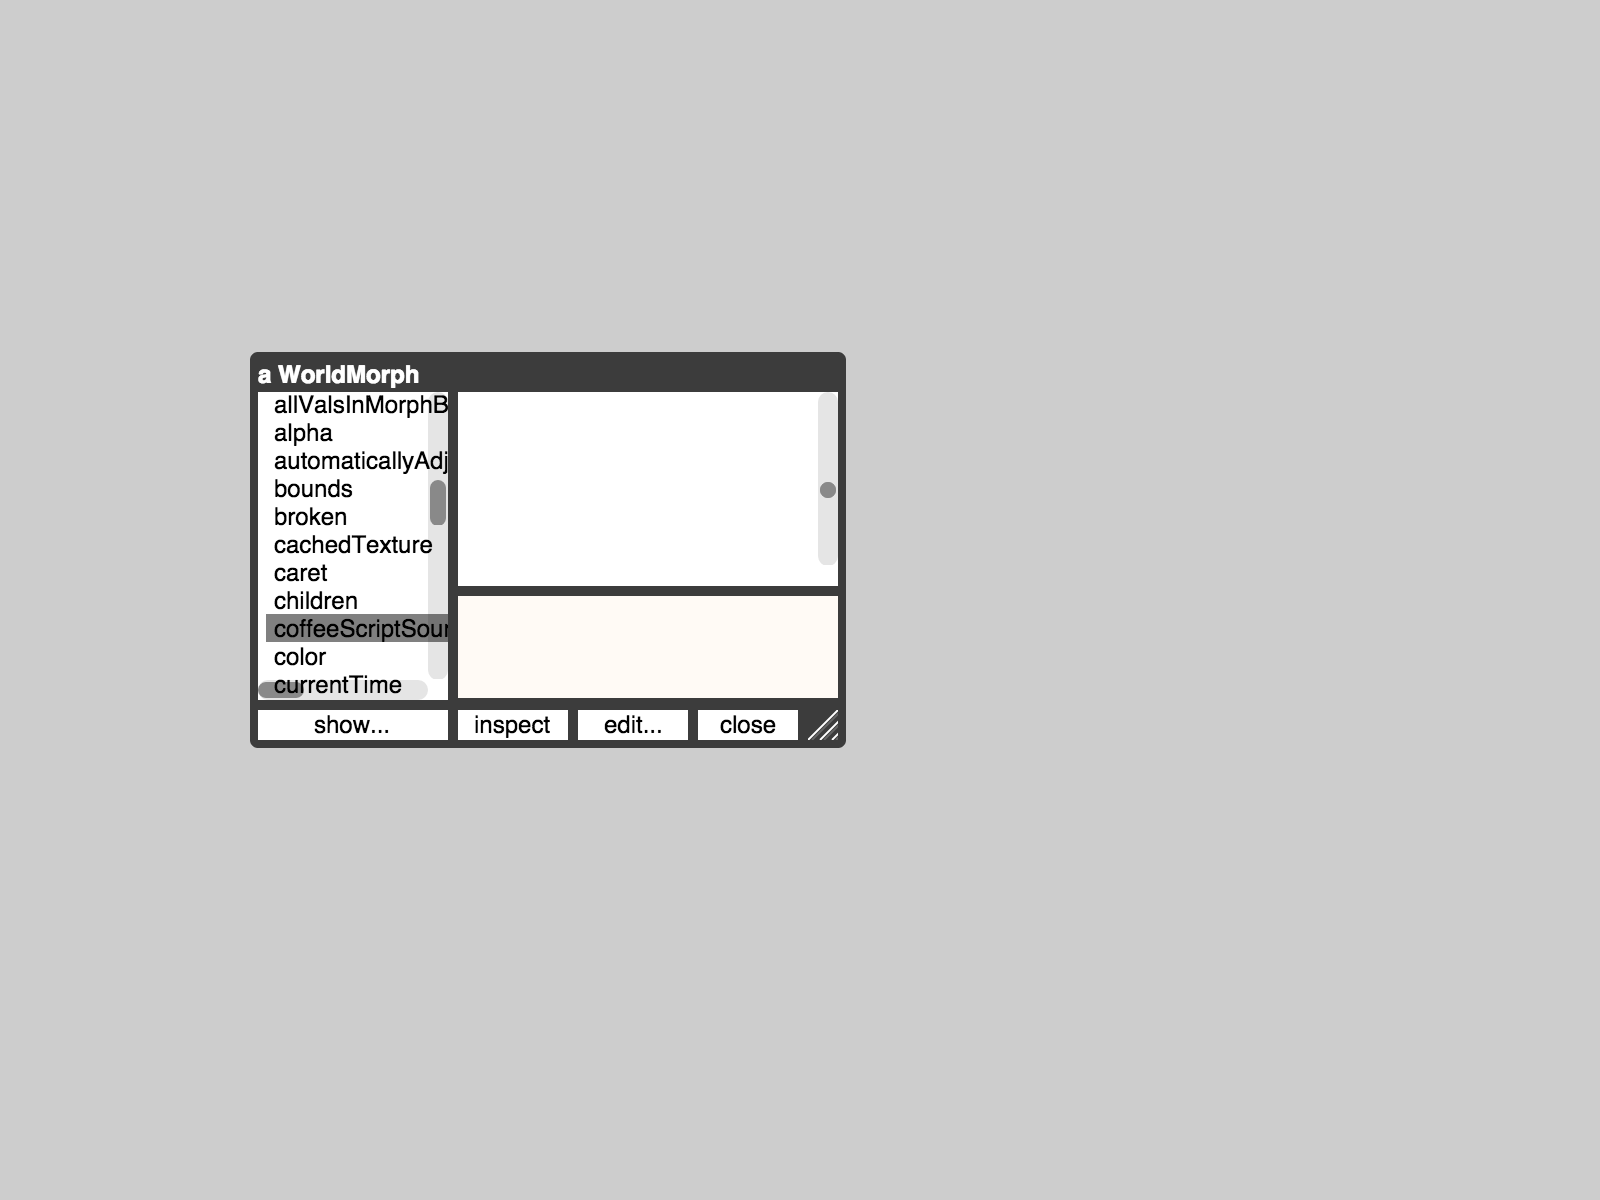 a WorldMorph
allValsInMorphB
alpha
automaticallyAdj
bounds
broken
cachedTexture
caret
children
coffeeScriptSour
color
currentTime
show... inspect edit... close